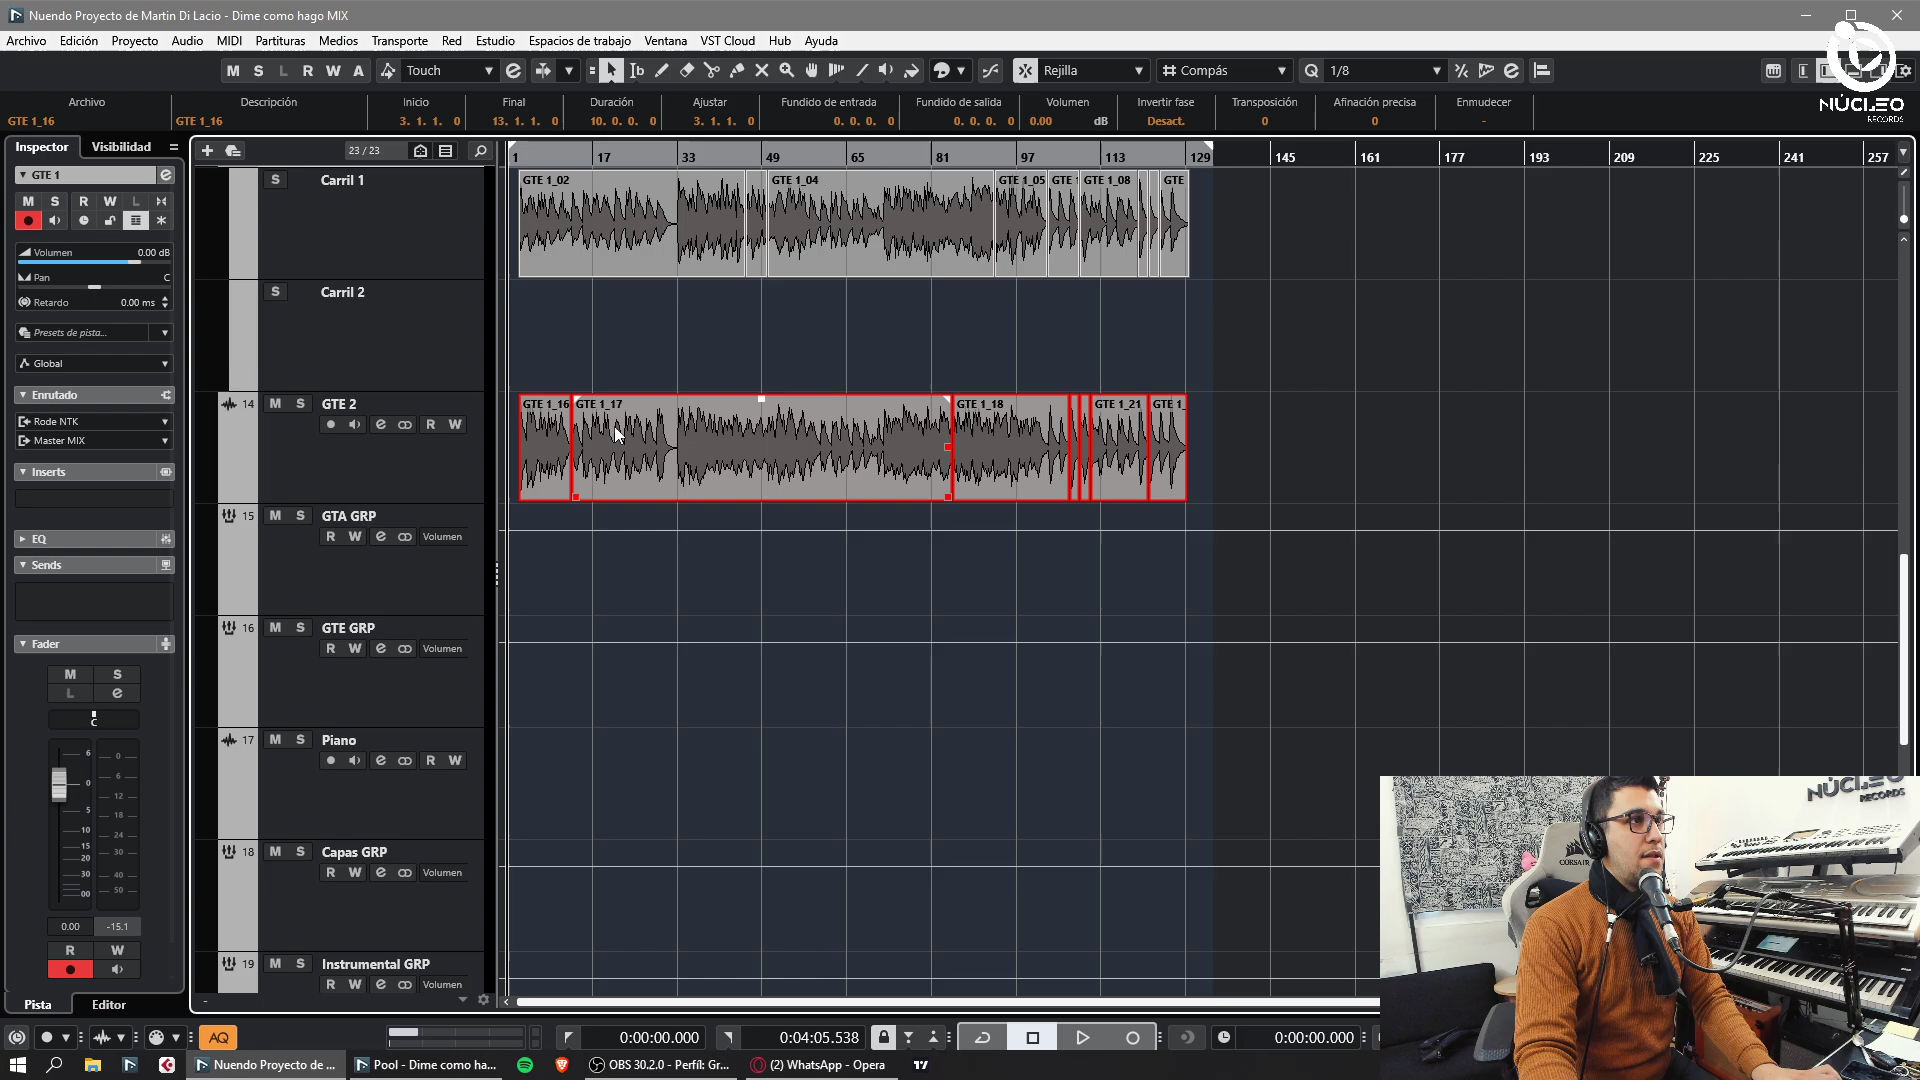 Nuendo Proyecto de Martin Di Lacio - Dime como hago MIX
Archivo Edición Proyecto Audio MIDI Partituras Medios Transporte Red Estudio Espacios de trabajo Ventana VST Cloud Hub Ayuda
M S L R W A Touch Rejilla Compás Q 1/8
NÚCLEO
RECORDS
Archivo Descripción Inicio Final Duración Ajustar Fundido de entrada Fundido de salida Volumen Invertir fase Transposición Afinación precisa Enmudecer
GTE 1_16 GTE 1_16 3. 1. 1. 0 13. 1. 1. 0 10. 0. 0. 0 3. 1. 1. 0 0. 0. 0. 0 0. 0. 0. 0 0.00 dB Desact. 0 0 -
Inspector Visibilidad 23 / 23
1 17 33 49 65 81 97 113 129 145 161 177 193 209 225 241 257
GTE 1
M S R W L
Volumen 0.00 dB
Pan C
Retardo 0.00 ms
Presets de pista...
Global
Enrutado
Rode NTK
Master MIX
Inserts
EQ
Sends
Fader
M S
L e
C
6
0
5
10
15
20
30
40
50
00
0
6
12
18
24
30
40
50
0.00 -15.1
R W
Pista Editor
S Carril 1
GTE 1_02 GTE 1_04 GTE 1_05 GTE 1 GTE 1_08 GTE
S Carril 2
14 M S GTE 2
R W
GTE 1_16 GTE 1_17 GTE 1_18 GTE 1_21 GTE 1_
15 M S GTA GRP
R W Volumen
16 M S GTE GRP
R W Volumen
17 M S Piano
R W
18 M S Capas GRP
R W Volumen
19 M S Instrumental GRP
R W Volumen
NÚCLEO
RECORDS
CORSAIR
AQ 0:00:00.000 0:04:05.538 0:00:00.000
Nuendo Proyecto de ... Pool - Dime como ha... OBS 30.2.0 - Perfil: Gr... (2) WhatsApp - Opera